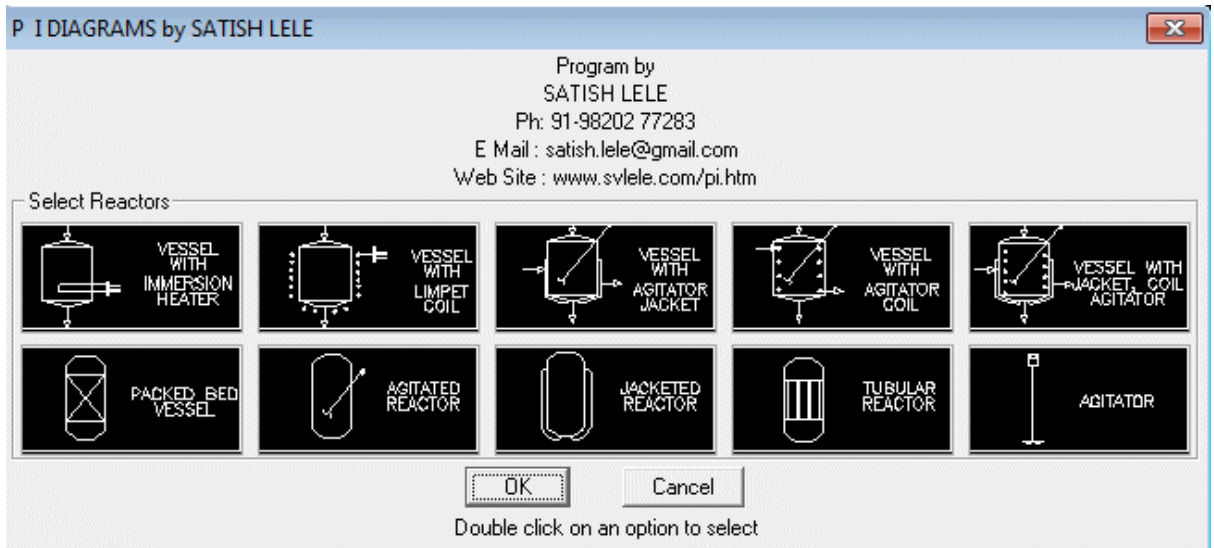 P I DIAGRAMS by SATISH LELE
Program by
SATISH LELE
Ph: 91-98202 77283
E Mail : satish.lele@gmail.com
Web Site : www.svlele.com/pi.htm
Select Reactors
VESSEL
WITH
IMMERSION
HEATER
VESSEL
WITH
LIMPET
COIL
VESSEL
WITH
AGITATOR
JACKET
VESSEL
WITH
AGITATOR
COIL
VESSEL WITH
JACKET, COIL
AGITATOR
PACKED BED
VESSEL
AGITATED
REACTOR
JACKETED
REACTOR
TUBULAR
REACTOR
AGITATOR
OK
Cancel
Double click on an option to select